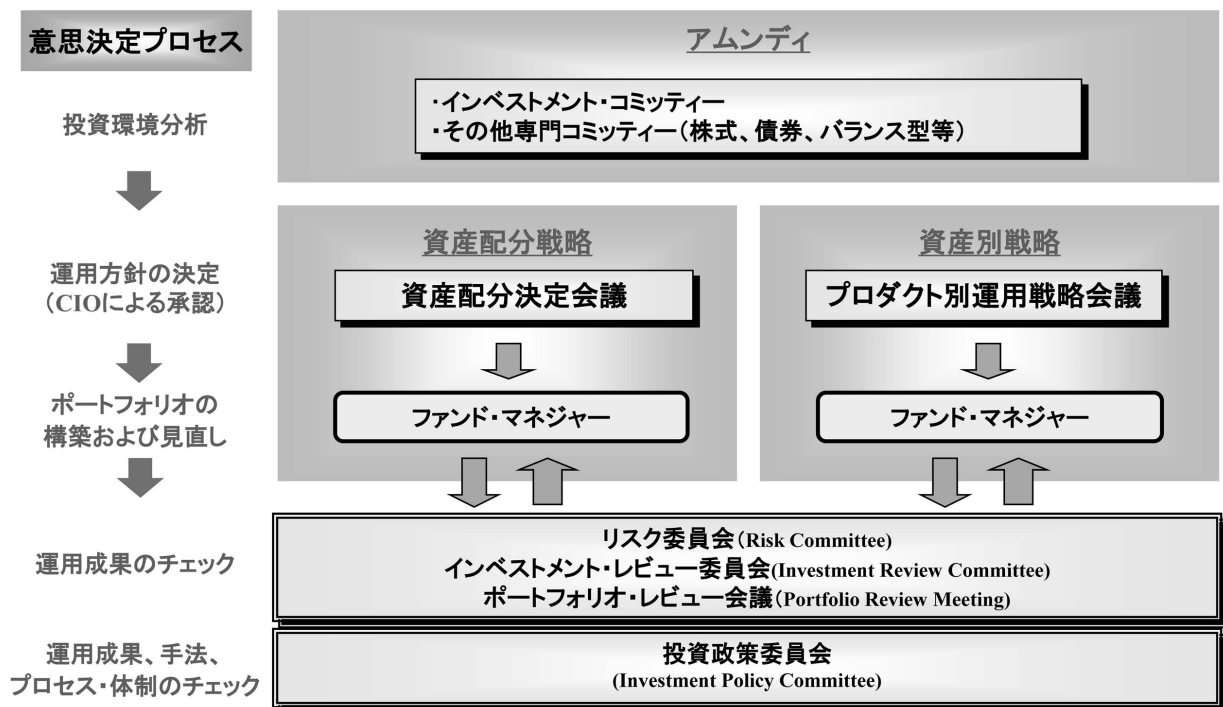 意思決定プロセス
アムンディ
投資環境分析
・インベストメント・コミッティー
・その他専門コミッティー（株式、債券、バランス型等）
運用方針の決定
（CIOによる承認）
資産配分戦略
資産配分決定会議
ファンド・マネジャー
資産別戦略
プロダクト別運用戦略会議
ファンド・マネジャー
ポートフォリオの
構築および見直し
運用成果のチェック
リスク委員会（Risk Committee）
インベストメント・レビュー委員会(Investment Review Committee)
ポートフォリオ・レビュー会議（Portfolio Review Meeting)
運用成果、手法、
プロセス・体制のチェック
投資政策委員会
(Investment Policy Committee)